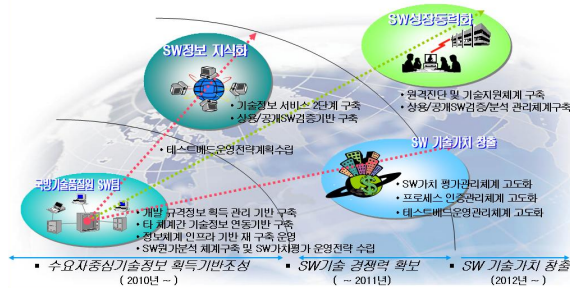 SW성장동력화
SW정보 지식화
• 원격진단 및 기술지원체계 구축
• 상용/공개SW검증/분석 관리체계구축
• 기술정보 서비스 2단계 구축
• 상용/공개SW검증기반 구축
• 테스트베드운영전략계획수립
SW 기술가치 창출
국방기술품질원 SW팀
• SW가치 평가관리체계 고도화
• 프로세스 인증관리체계 고도화
• 테스트베드운영관리체계 고도화
• 개발 규격정보 획득 관리 기반 구축
• 타 체계간 기술정보 연동기반 구축
• 정보체계 인프라 기반 재 구축 운영
• SW원가분석 체계구축 및 SW가치평가 운영전략 수립
▪ 수요자중심기술정보 획득기반조성
▪ SW기술 경쟁력 확보
▪ SW 기술가치 창출
( 2010년 ~ )
( ~ 2011년)
( 2012년 ~ )